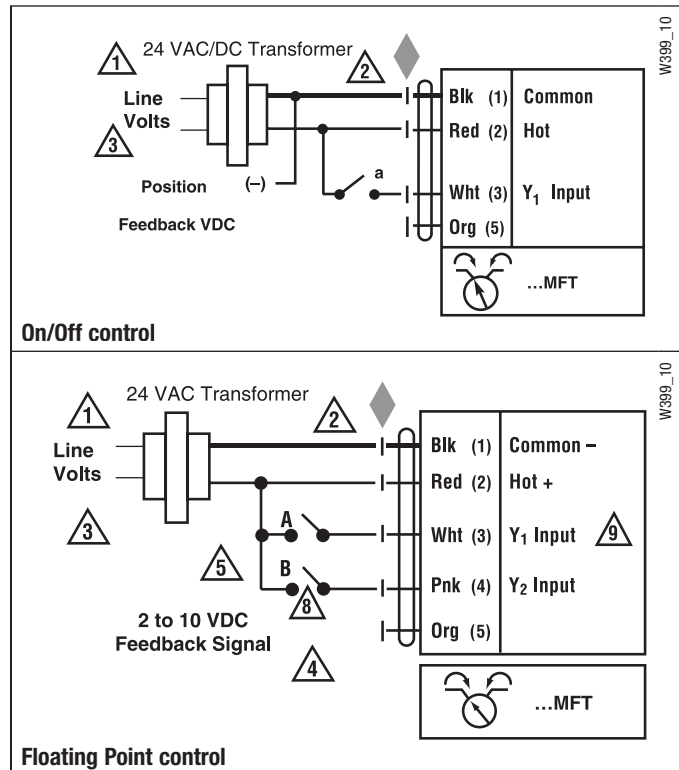 W399_10
1 24 VAC/DC Transformer 2
Line
Volts
3
Blk (1) Common
Red (2) Hot
Position (–)
a
Wht (3) Y1 Input
Feedback VDC
Org (5)
...MFT
On/Off control
W399_10
1 24 VAC Transformer 2
Line
Volts
3
Blk (1) Common –
Red (2) Hot +
A
Wht (3) Y1 Input 9
5
B
8
Pnk (4) Y2 Input
2 to 10 VDC
Feedback Signal
4
Org (5)
...MFT
Floating Point control